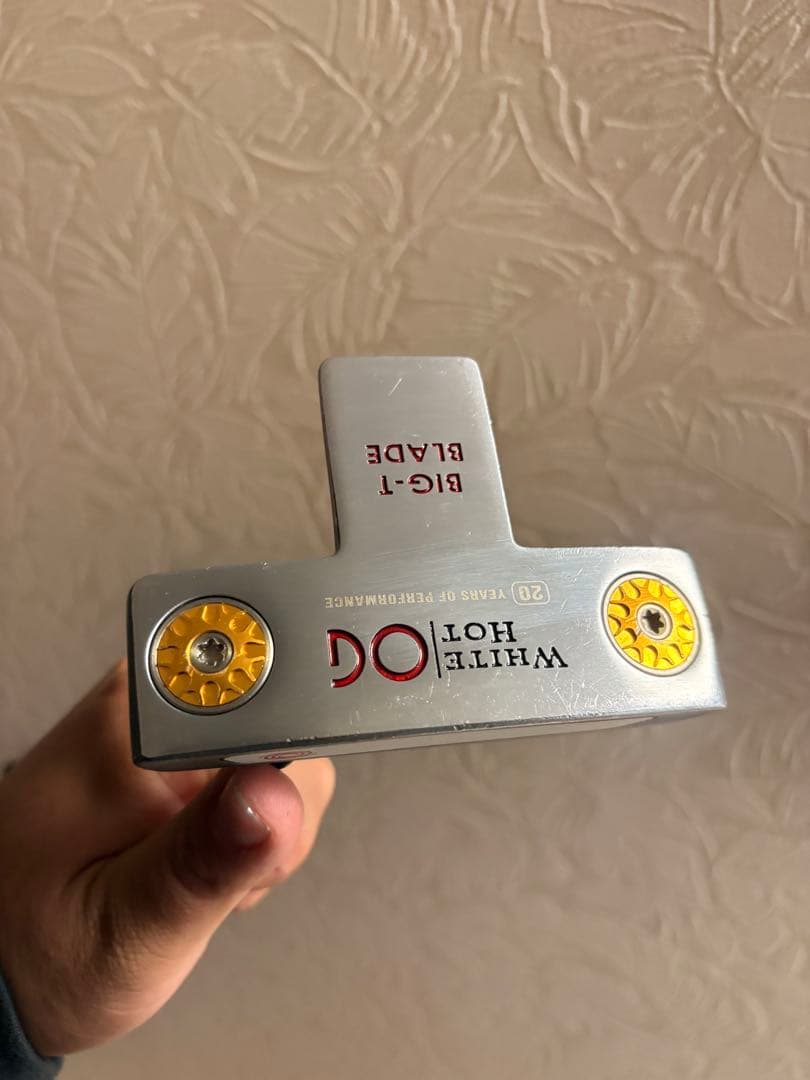 WHITE HOT OG
20 YEARS OF PERFORMANCE
BIG-T
BLADE